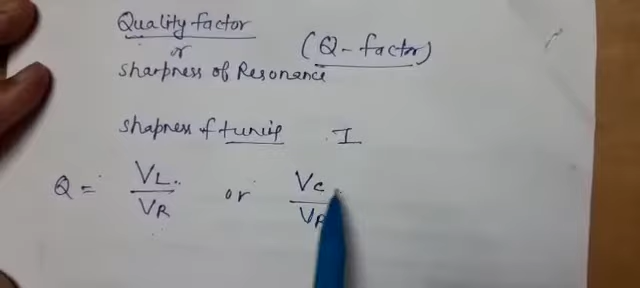 Quality factor
or
(Q - factor)
sharpness of Resonance
shapness of tuning I
Q = VL / VR or Vc / VR